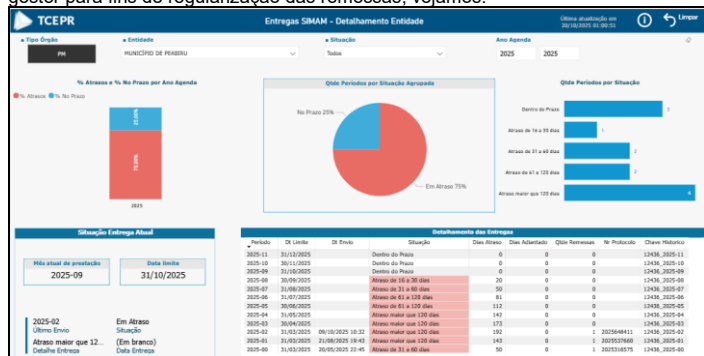 gestor para fins de regularização das remessas, vejamos:
TCEPR
Entregas SIMAM - Detalhamento Entidade
Última atualização em
20/10/2025 01:00:51
Limpar
Tipo Órgão
PM
Entidade
MUNICÍPIO DE PEABIRU
Situação
Todos
Ano Agenda
2025 2025
% Atrasos e % No Prazo por Ano Agenda
% Atrasos % No Prazo
25,00%
75,00%
2025
Qtde Períodos por Situação Agrupada
No Prazo 25%
Em Atraso 75%
Qtde Períodos por Situação
Dentro do Prazo 3
Atraso de 16 a 30 dias 1
Atraso de 31 a 60 dias 2
Atraso de 61 a 120 dias 2
Atraso maior que 120 dias 4
Situação Entrega Atual
Mês atual de prestação
2025-09
Data limite
31/10/2025
2025-02
Último Envio
Em Atraso
Situação
Atraso maior que 12...
Detalhe Entrega
(Em branco)
Data Entrega
Detalhamento das Entregas
Período Dt Limite Dt Envio Situação Dias Atraso Dias Adiantado Qtde Remessas Nr Protocolo Chave Historico
2025-11 31/12/2025 Dentro do Prazo 0 0 0 12436_2025-11
2025-10 30/11/2025 Dentro do Prazo 0 0 0 12436_2025-10
2025-09 31/10/2025 Dentro do Prazo 0 0 0 12436_2025-09
2025-08 30/09/2025 Atraso de 16 a 30 dias 20 0 0 12436_2025-08
2025-07 31/08/2025 Atraso de 31 a 60 dias 50 0 0 12436_2025-07
2025-06 31/07/2025 Atraso de 61 a 120 dias 81 0 0 12436_2025-06
2025-05 30/06/2025 Atraso de 61 a 120 dias 112 0 0 12436_2025-05
2025-04 31/05/2025 Atraso maior que 120 dias 142 0 0 12436_2025-04
2025-03 30/04/2025 Atraso maior que 120 dias 173 0 0 12436_2025-03
2025-02 31/03/2025 09/10/2025 10:32 Atraso maior que 120 dias 192 0 1 2025648411 12436_2025-02
2025-01 31/03/2025 21/08/2025 19:43 Atraso maior que 120 dias 143 0 1 2025537660 12436_2025-01
2025-00 31/03/2025 20/05/2025 22:45 Atraso de 31 a 60 dias 50 0 1 2025316575 12436_2025-00